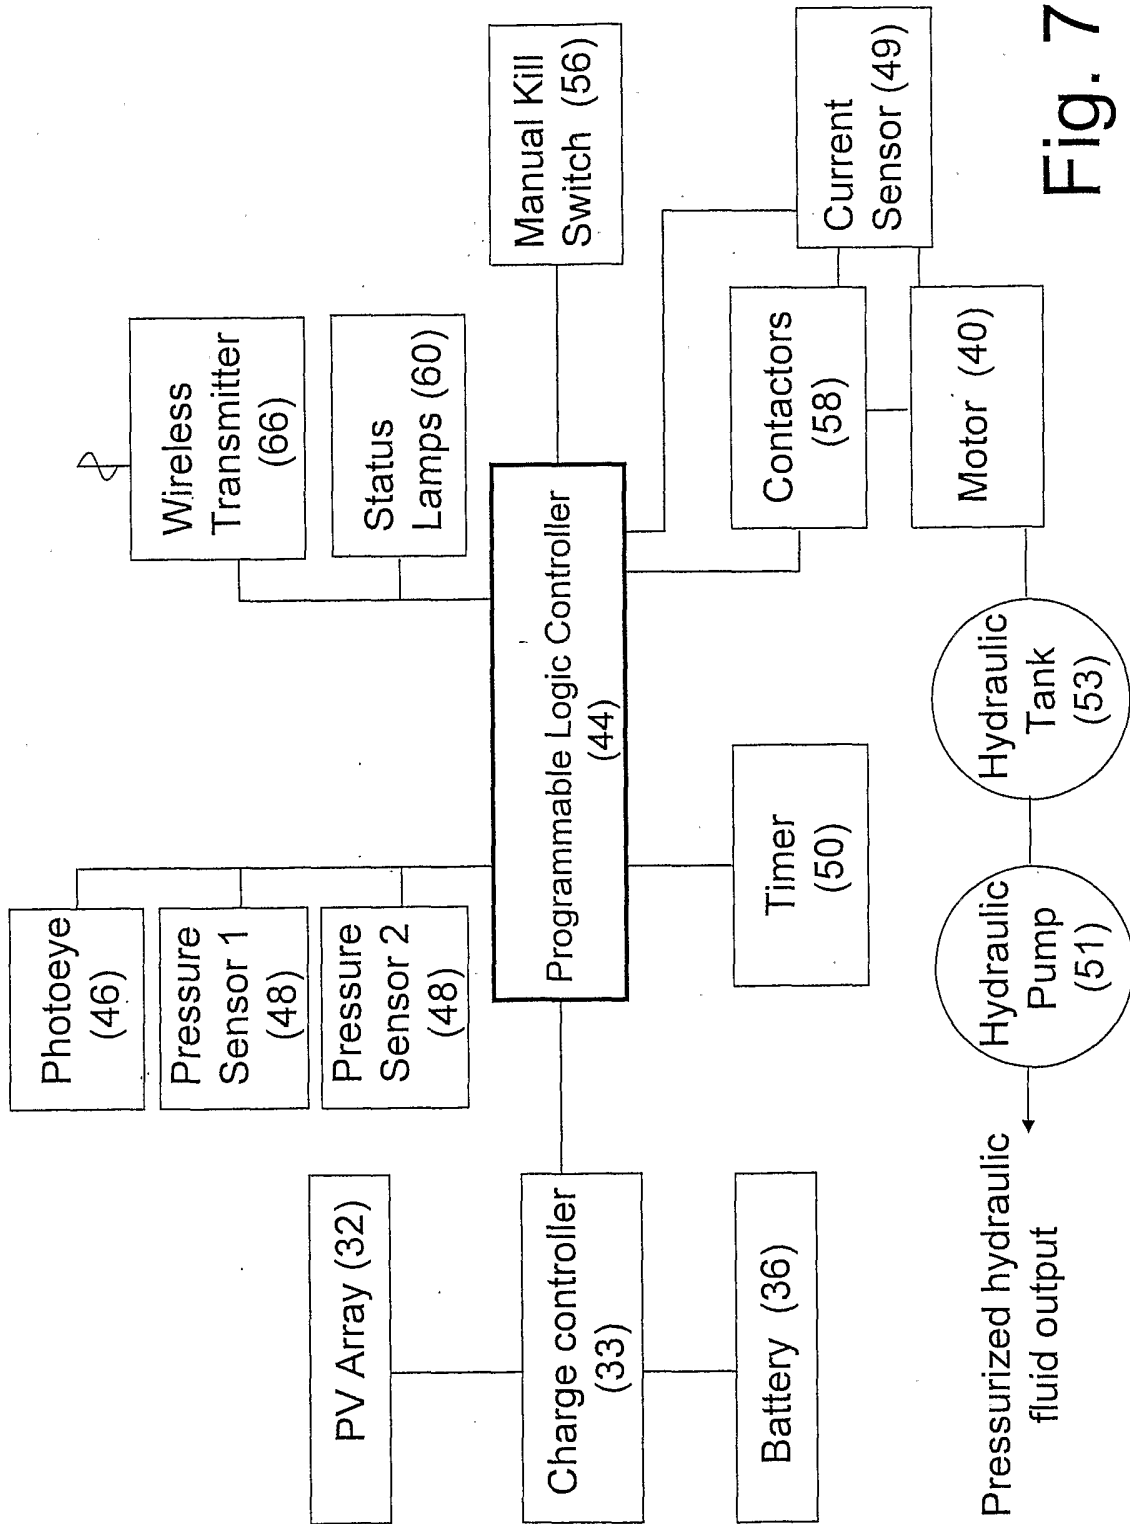 Photoeye
(46)
Pressure
Sensor 1
(48)
Pressure
Sensor 2
(48)
Wireless
Transmitter
(66)
Status
Lamps (60)
PV Array (32)
Charge controller
(33)
Battery (36)
Programmable Logic Controller
(44)
Manual Kill
Switch (56)
Timer
(50)
Contactors
(58)
Current
Sensor (49)
Motor (40)
Hydraulic
Tank
(53)
Hydraulic
Pump
(51)
Pressurized hydraulic
fluid output
Fig. 7